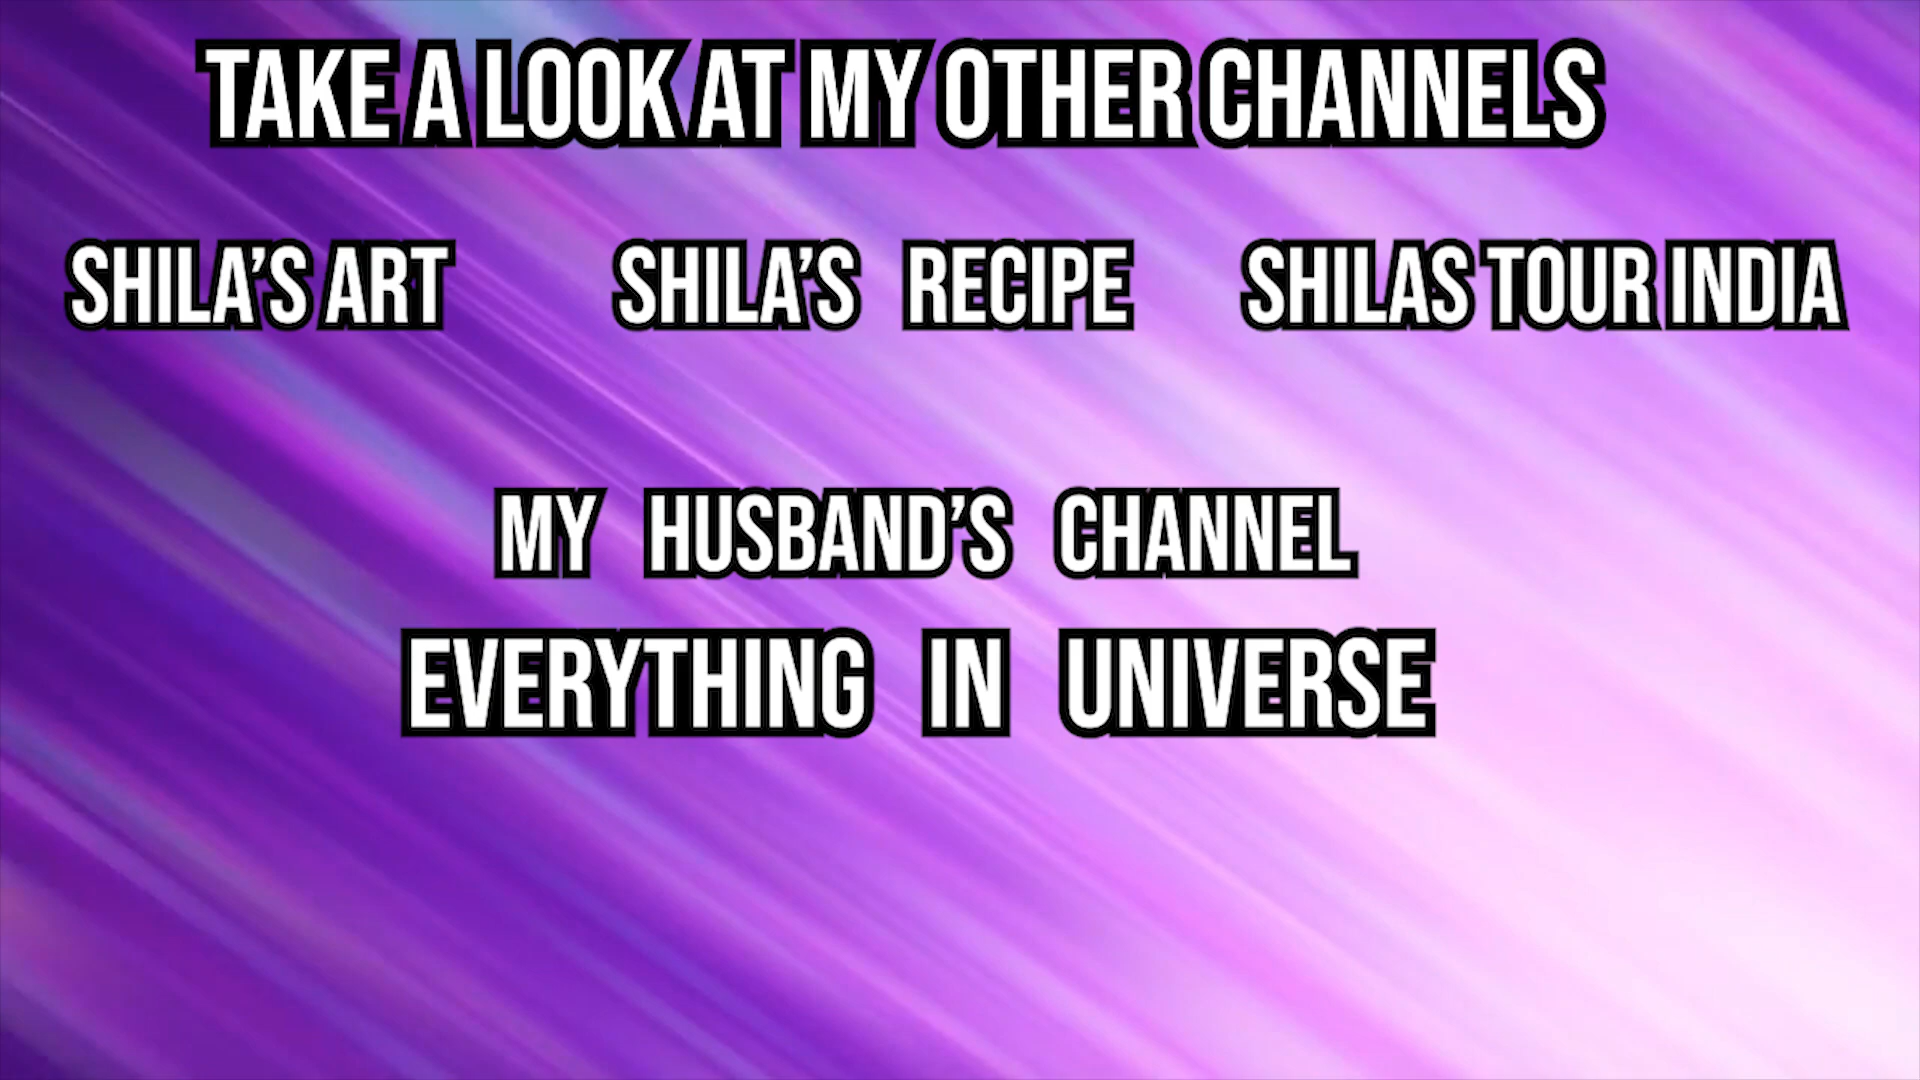 TAKE A LOOK AT MY OTHER CHANNELS
SHILA'S ART SHILA'S RECIPE SHILAS TOUR INDIA
MY HUSBAND'S CHANNEL
EVERYTHING IN UNIVERSE